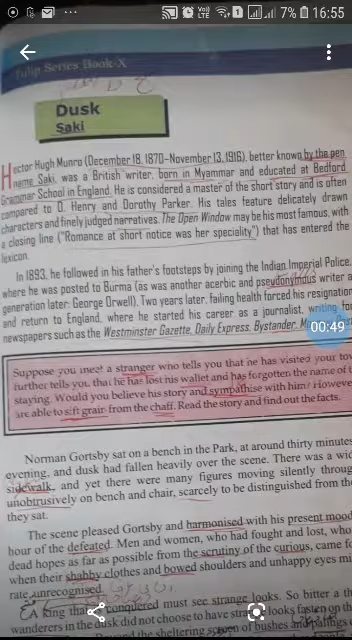 7% 16:55
Tulip Series Book-X
Dusk
Saki
Hector Hugh Munro (December 18, 1870-November 13, 1916), better known by the pen
name Saki, was a British writer, born in Myammar and educated at Bedford
Grammar School in England. He is considered a master of the short story and is often
compared to O. Henry and Dorothy Parker. His tales feature delicately drawn
characters and finely judged narratives. The Open Window may be his most famous, with
a closing line ("Romance at short notice was her speciality") that has entered the
lexicon.
In 1893, he followed in his father's footsteps by joining the Indian Imperial Police,
where he was posted to Burma (as was another acerbic and pseudonymous writer a
generation later: George Orwell). Two years later, failing health forced his resignation
and return to England, where he started his career as a journalist, writing for
newspapers such as the Westminster Gazette, Daily Express, Bystander,
00:49
Suppose you meet a stranger who tells you that he has visited your tow
further tells you that he has lost his wallet and has forgotten the name of t
staying. Would you believe his story and sympathise with him? However
are able to sift grain from the chaff. Read the story and find out the facts.
Norman Gortsby sat on a bench in the Park, at around thirty minutes
evening, and dusk had fallen heavily over the scene. There was a wid
sidewalk, and yet there were many figures moving silently throug
unobtrusively on bench and chair, scarcely to be distinguished from the
they sat.
The scene pleased Gortsby and harmonised with his present mood
hour of the defeated. Men and women, who had fought and lost, who
dead hopes as far as possible from the scrutiny of the curious, came fo
when their shabby clothes and bowed shoulders and unhappy eyes mi
rate unrecognised.
A king that is conquered must see strange looks. So bitter a th
wanderers in the dusk did not choose to have strange looks fasten on the
the sheltering screen of bushes and palings